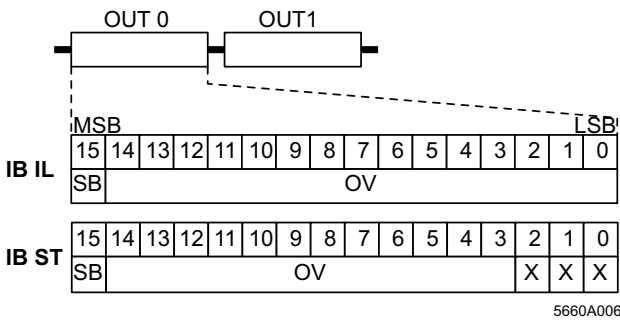 OUT 0 OUT1
MSB LSB
15 14 13 12 11 10 9 8 7 6 5 4 3 2 1 0
IB IL
SB OV
15 14 13 12 11 10 9 8 7 6 5 4 3 2 1 0
IB ST
SB OV X X X
5660A006